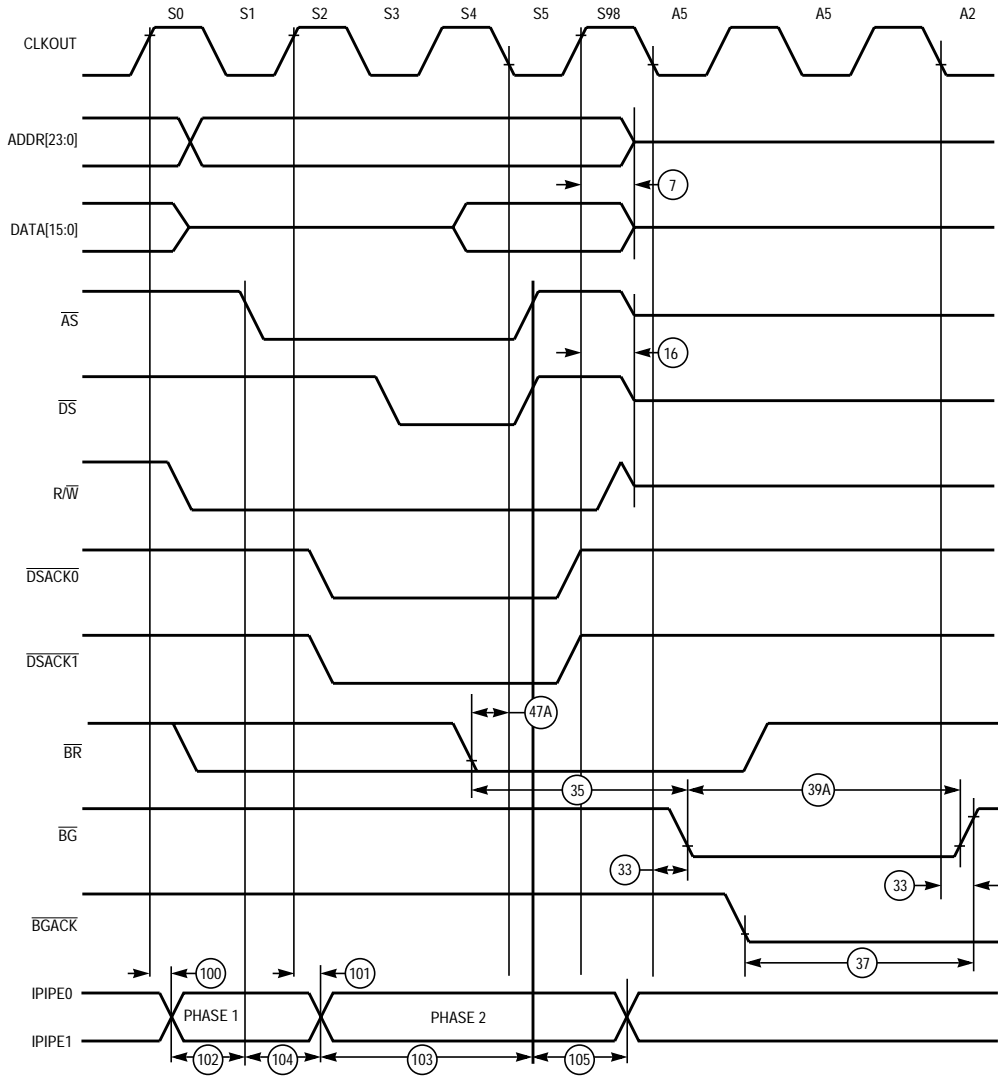 S0 S1 S2 S3 S4 S5 S98 A5 A5 A2
CLKOUT
ADDR[23:0]
7
DATA[15:0]
AS
16
DS
R/W
DSACK0
DSACK1
47A
BR
35 39A
BG
33 33
BGACK
37
100 101
IPIPE0
PHASE 1 PHASE 2
IPIPE1
102 104 103 105